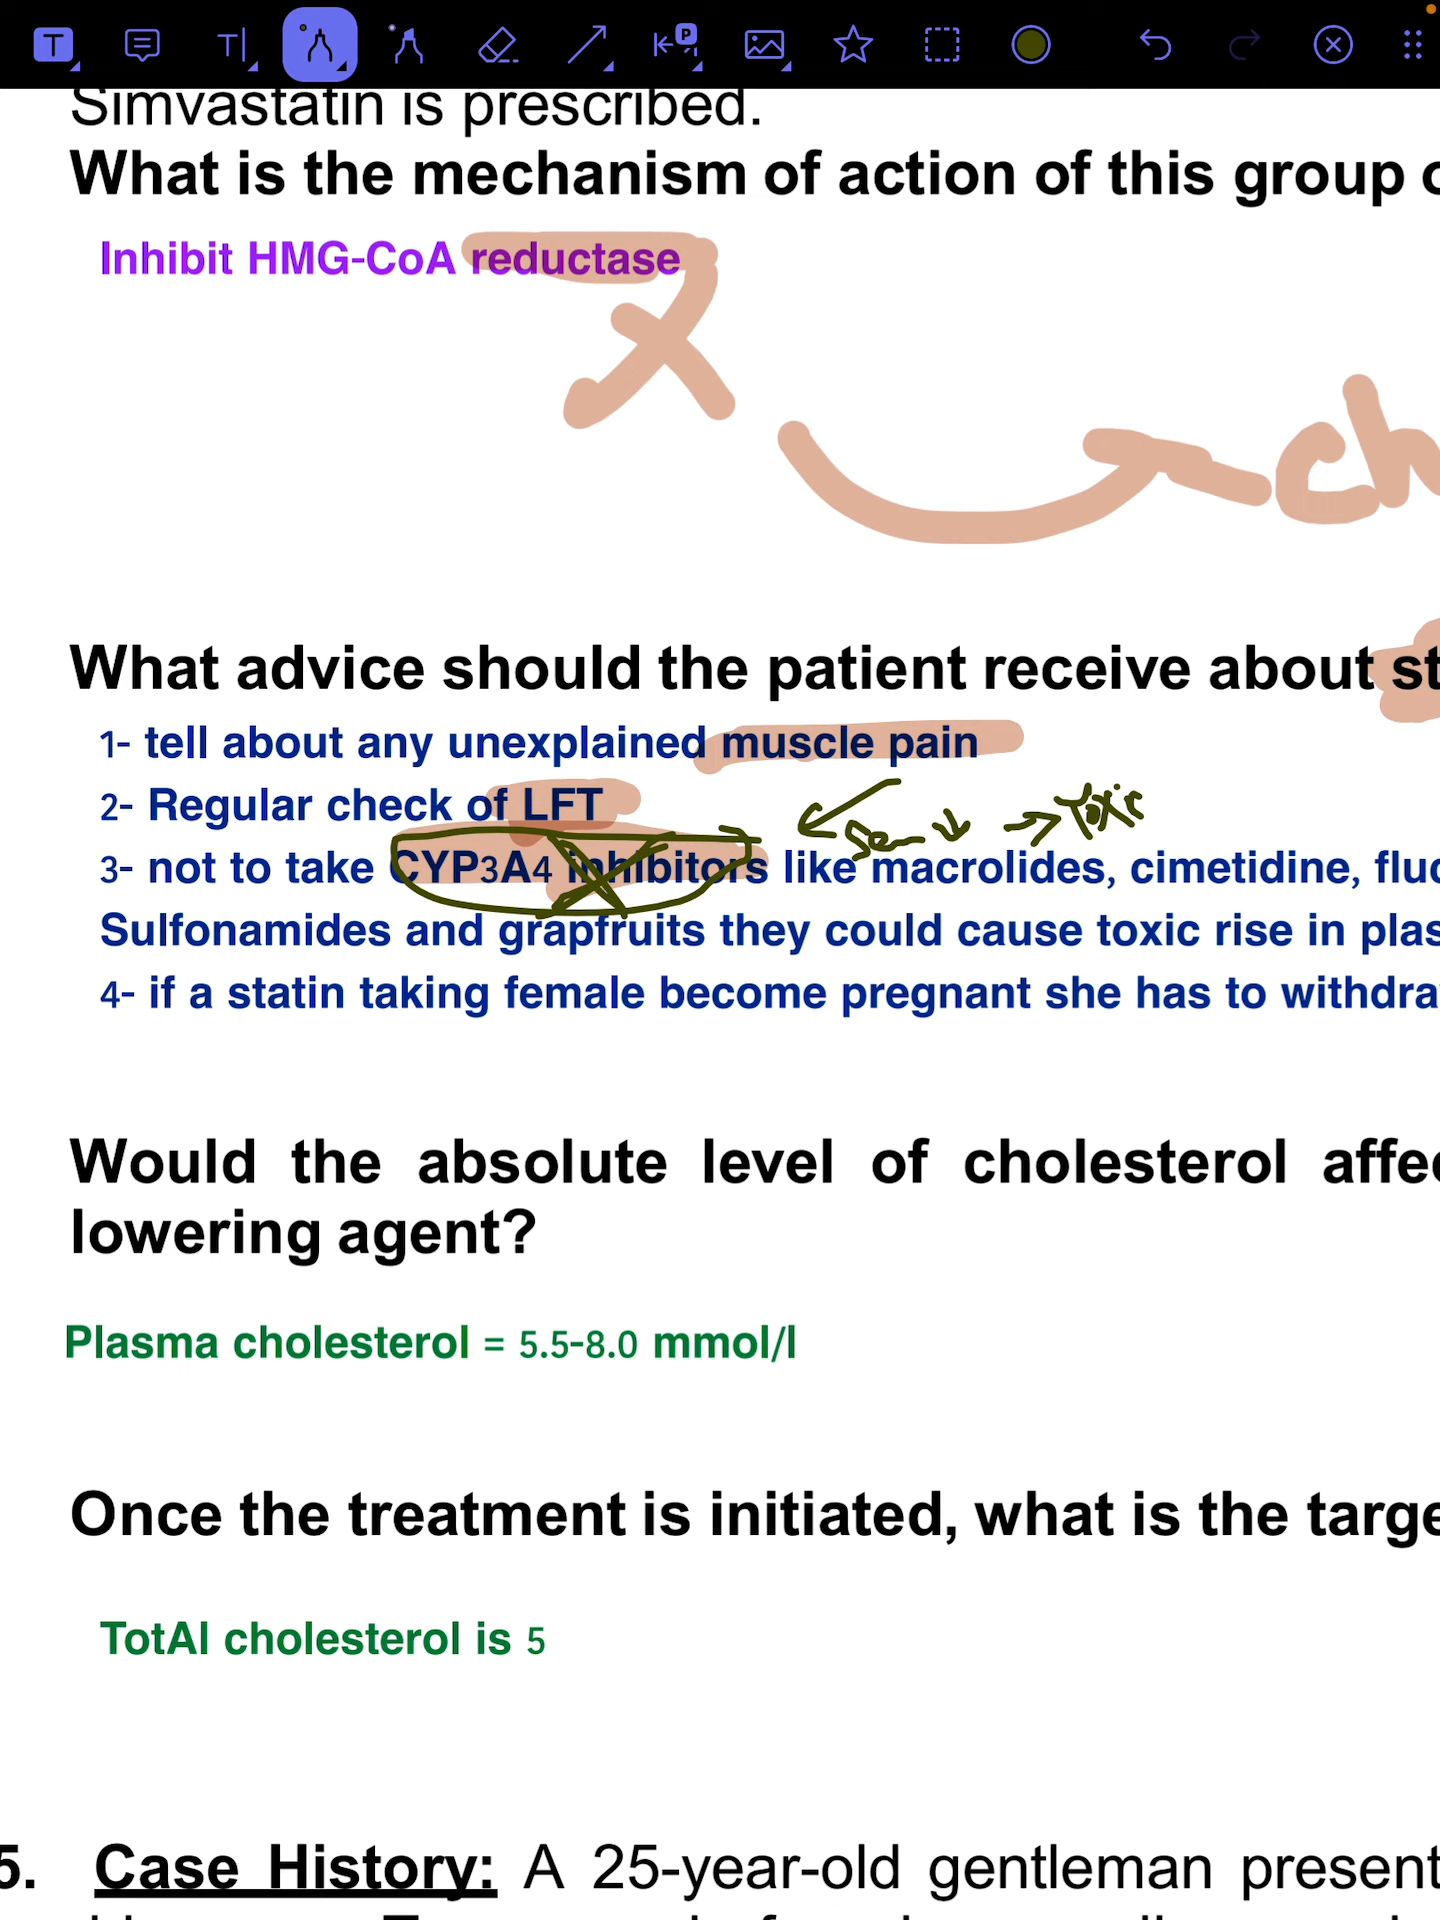 Simvastatin is prescribed.
What is the mechanism of action of this group
Inhibit HMG-CoA reductase
ch
What advice should the patient receive about st
1- tell about any unexplained muscle pain
2- Regular check of LFT
Toxic
3- not to take CYP3A4 inhibitors like macrolides, cimetidine, fluc
Sulfonamides and grapfruits they could cause toxic rise in plas
4- if a statin taking female become pregnant she has to withdra
Would the absolute level of cholesterol affec
lowering agent?
Plasma cholesterol = 5.5-8.0 mmol/l
Once the treatment is initiated, what is the targe
TotAl cholesterol is 5
5. Case History: A 25-year-old gentleman present